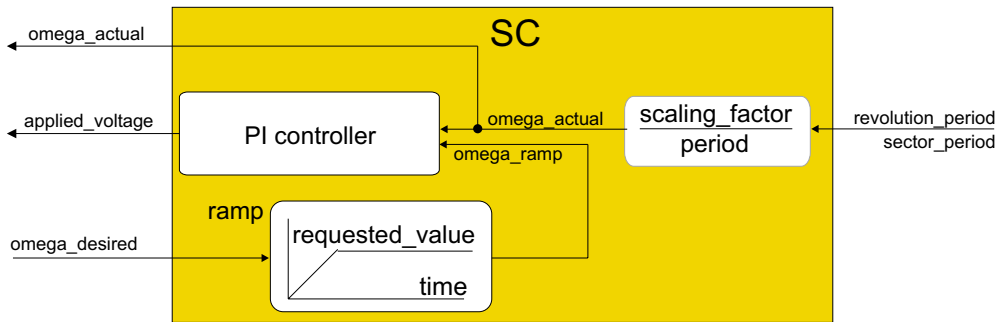 SC
omega_actual
applied_voltage
PI controller
omega_actual
omega_ramp
scaling_factor
period
revolution_period
sector_period
ramp
omega_desired
requested_value
time